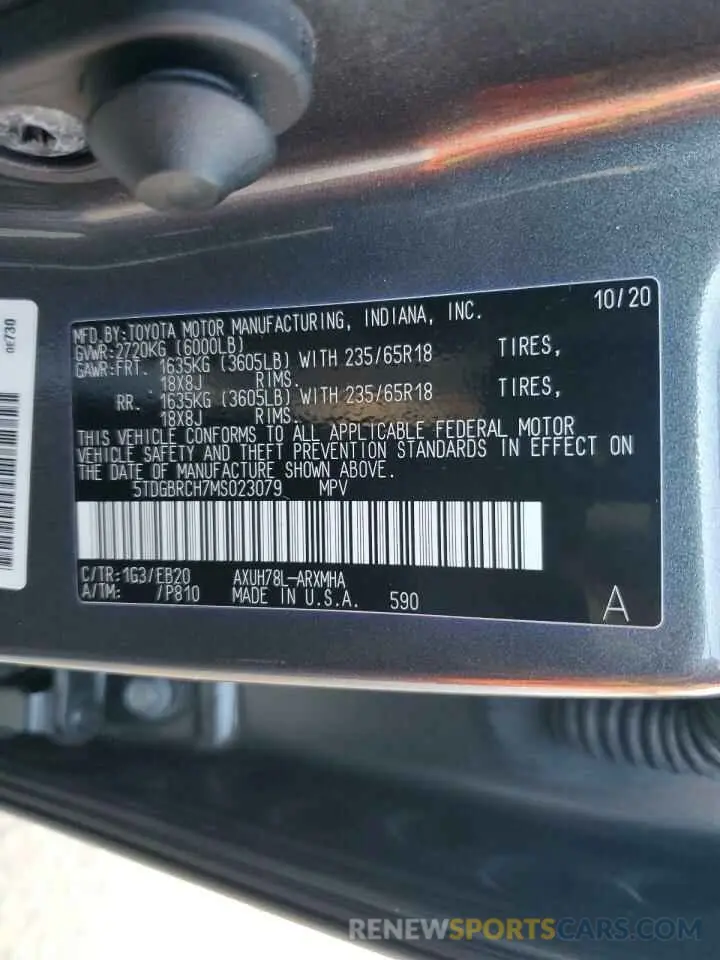 0E730
MFD.BY:TOYOTA MOTOR MANUFACTURING, INDIANA, INC. 10/20
GVWR:2720KG (6000LB)
GAWR:FRT. 1635KG (3605LB) WITH 235/65R18 TIRES,
18X8J RIMS.
RR. 1635KG (3605LB) WITH 235/65R18 TIRES,
18X8J RIMS.
THIS VEHICLE CONFORMS TO ALL APPLICABLE FEDERAL MOTOR
VEHICLE SAFETY AND THEFT PREVENTION STANDARDS IN EFFECT ON
THE DATE OF MANUFACTURE SHOWN ABOVE.
5TDGBRCH7MS023079 MPV
C/TR:1G3/EB20 AXUH78L-ARXMHA
A/TM: /P810 MADE IN U.S.A. 590
A
RENEWSPORTSCARS.COM